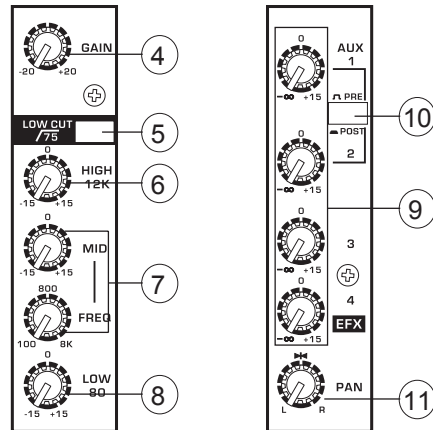 GAIN
-20 +20
4
LOW CUT
75
5
0
HIGH
12K
-15 +15
6
0
MID
-15 +15
7
800
FREQ
100 8K
0
LOW
80
-15 +15
8
0
AUX
1
-∞ +15
PRE
10
POST
0
2
-∞ +15
9
0
3
-∞ +15
0
4
-∞ +15
EFX
PAN
L R
11